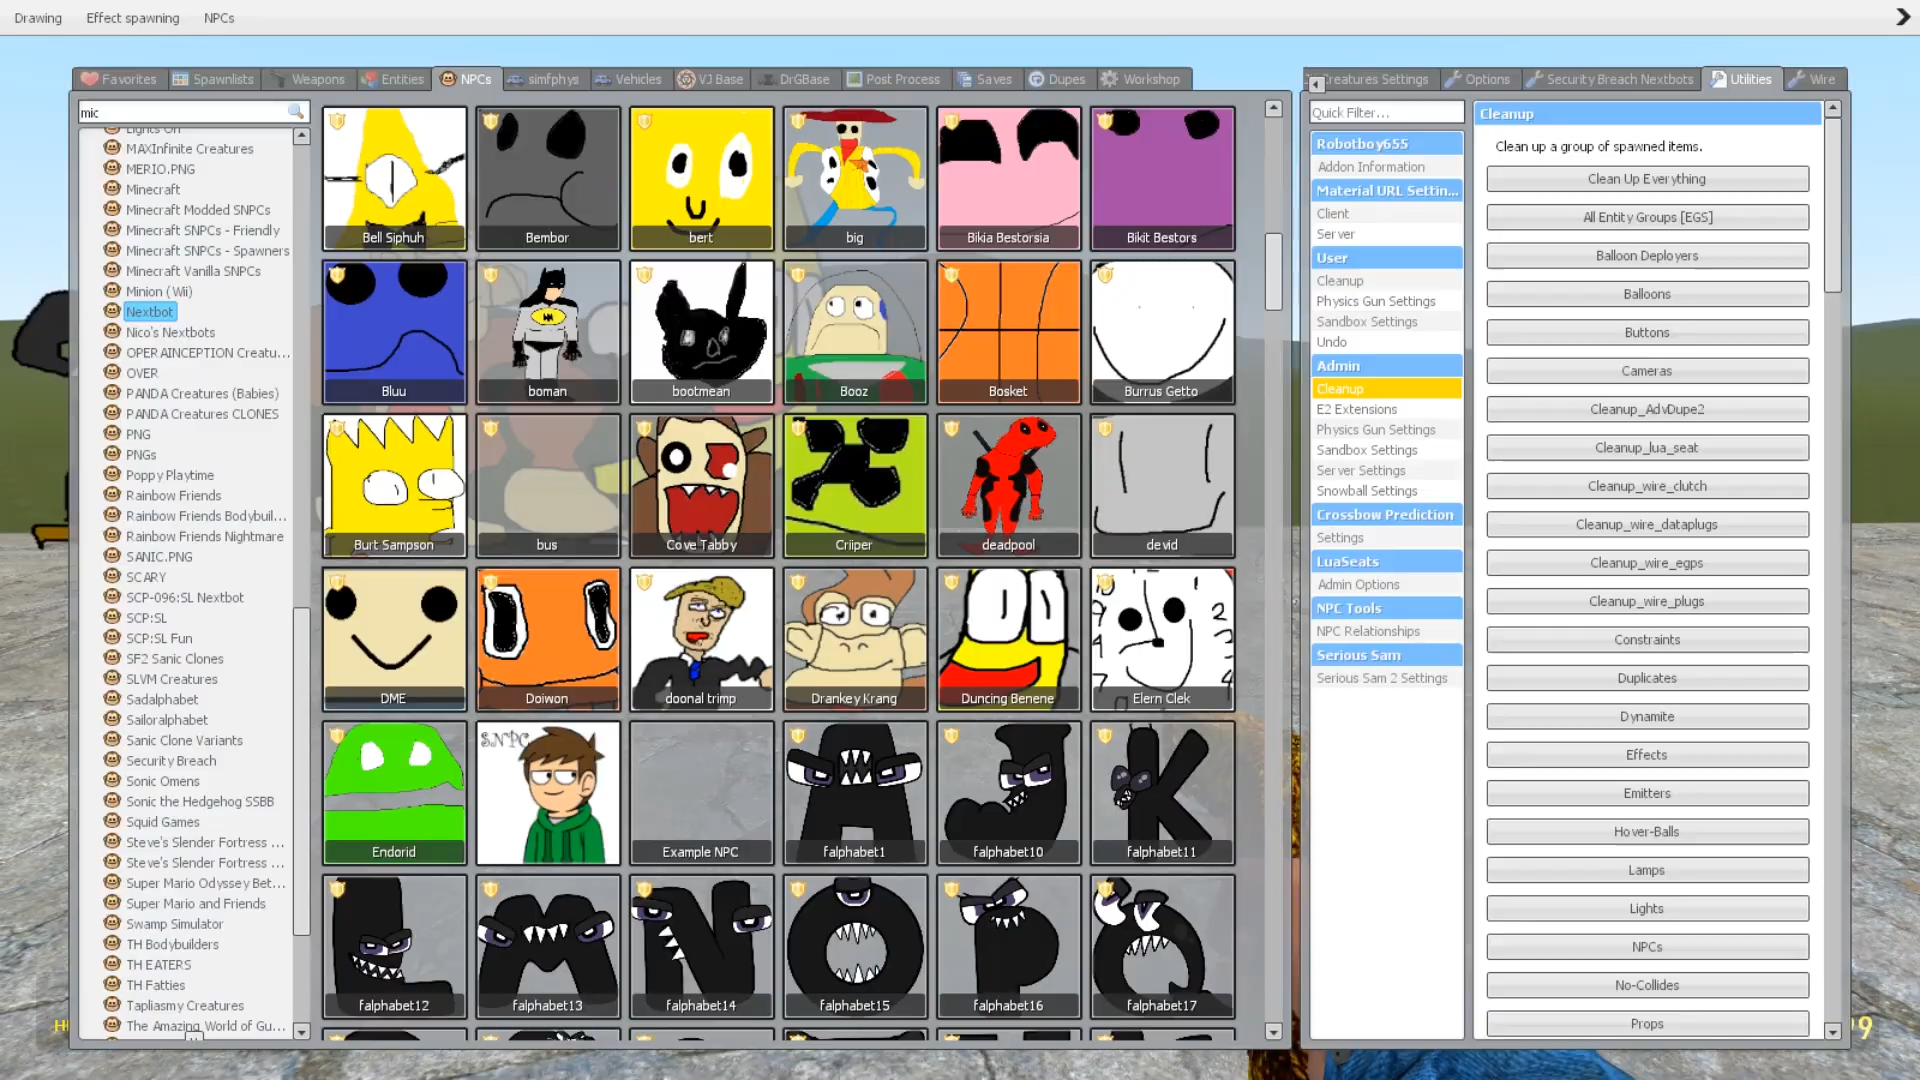 Drawing Effect spawning NPCs
Favorites Spawnlists Weapons Entities NPCs simfphys Vehicles VJ Base DrGBase Post Process Saves Dupes Workshop
Creatures Settings Options Security Breach Nextbots Utilities Wire
mic
Lights On
MAXInfinite Creatures
MERIO.PNG
Minecraft
Minecraft Modded SNPCs
Minecraft SNPCs - Friendly
Minecraft SNPCs - Spawners
Minecraft Vanilla SNPCs
Minion (Wii)
Nextbot
Nico's Nextbots
OPER AINCEPTION Creatu...
OVER
PANDA Creatures (Babies)
PANDA Creatures CLONES
PNG
PNGs
Poppy Playtime
Rainbow Friends
Rainbow Friends Bodybuil...
Rainbow Friends Nightmare
SANIC.PNG
SCARY
SCP-096:SL Nextbot
SCP:SL
SCP:SL Fun
SF2 Sanic Clones
SLVM Creatures
Sadalphabet
Sailoralphabet
Sanic Clone Variants
Security Breach
Sonic Omens
Sonic the Hedgehog SSBB
Squid Games
Steve's Slender Fortress ...
Steve's Slender Fortress ...
Super Mario Odyssey Bet...
Super Mario and Friends
Swamp Simulator
TH Bodybuilders
TH EATERS
TH Fatties
Tapliasmy Creatures
The Amazing World of Gu...
Bell Siphuh Bembor bert big Bikia Bestorsia Bikit Bestors
Bluu boman bootmean Booz Bosket Burrus Getto
Burt Sampson bus Cove Tabby Criiper deadpool devid
DME Doiwon doonal trimp Drankey Krang Duncing Benene Elern Clek
SNPC
Endorid Example NPC falphabet1 falphabet10 falphabet11
falphabet12 falphabet13 falphabet14 falphabet15 falphabet16 falphabet17
Quick Filter...
Robotboy655
Addon Information
Material URL Settin...
Client
Server
User
Cleanup
Physics Gun Settings
Sandbox Settings
Undo
Admin
Cleanup
E2 Extensions
Physics Gun Settings
Sandbox Settings
Server Settings
Snowball Settings
Crossbow Prediction
Settings
LuaSeats
Admin Options
NPC Tools
NPC Relationships
Serious Sam
Serious Sam 2 Settings
Cleanup
Clean up a group of spawned items.
Clean Up Everything
All Entity Groups [EGS]
Balloon Deployers
Balloons
Buttons
Cameras
Cleanup_AdvDupe2
Cleanup_lua_seat
Cleanup_wire_clutch
Cleanup_wire_dataplugs
Cleanup_wire_egps
Cleanup_wire_plugs
Constraints
Duplicates
Dynamite
Effects
Emitters
Hover-Balls
Lamps
Lights
NPCs
No-Collides
Props